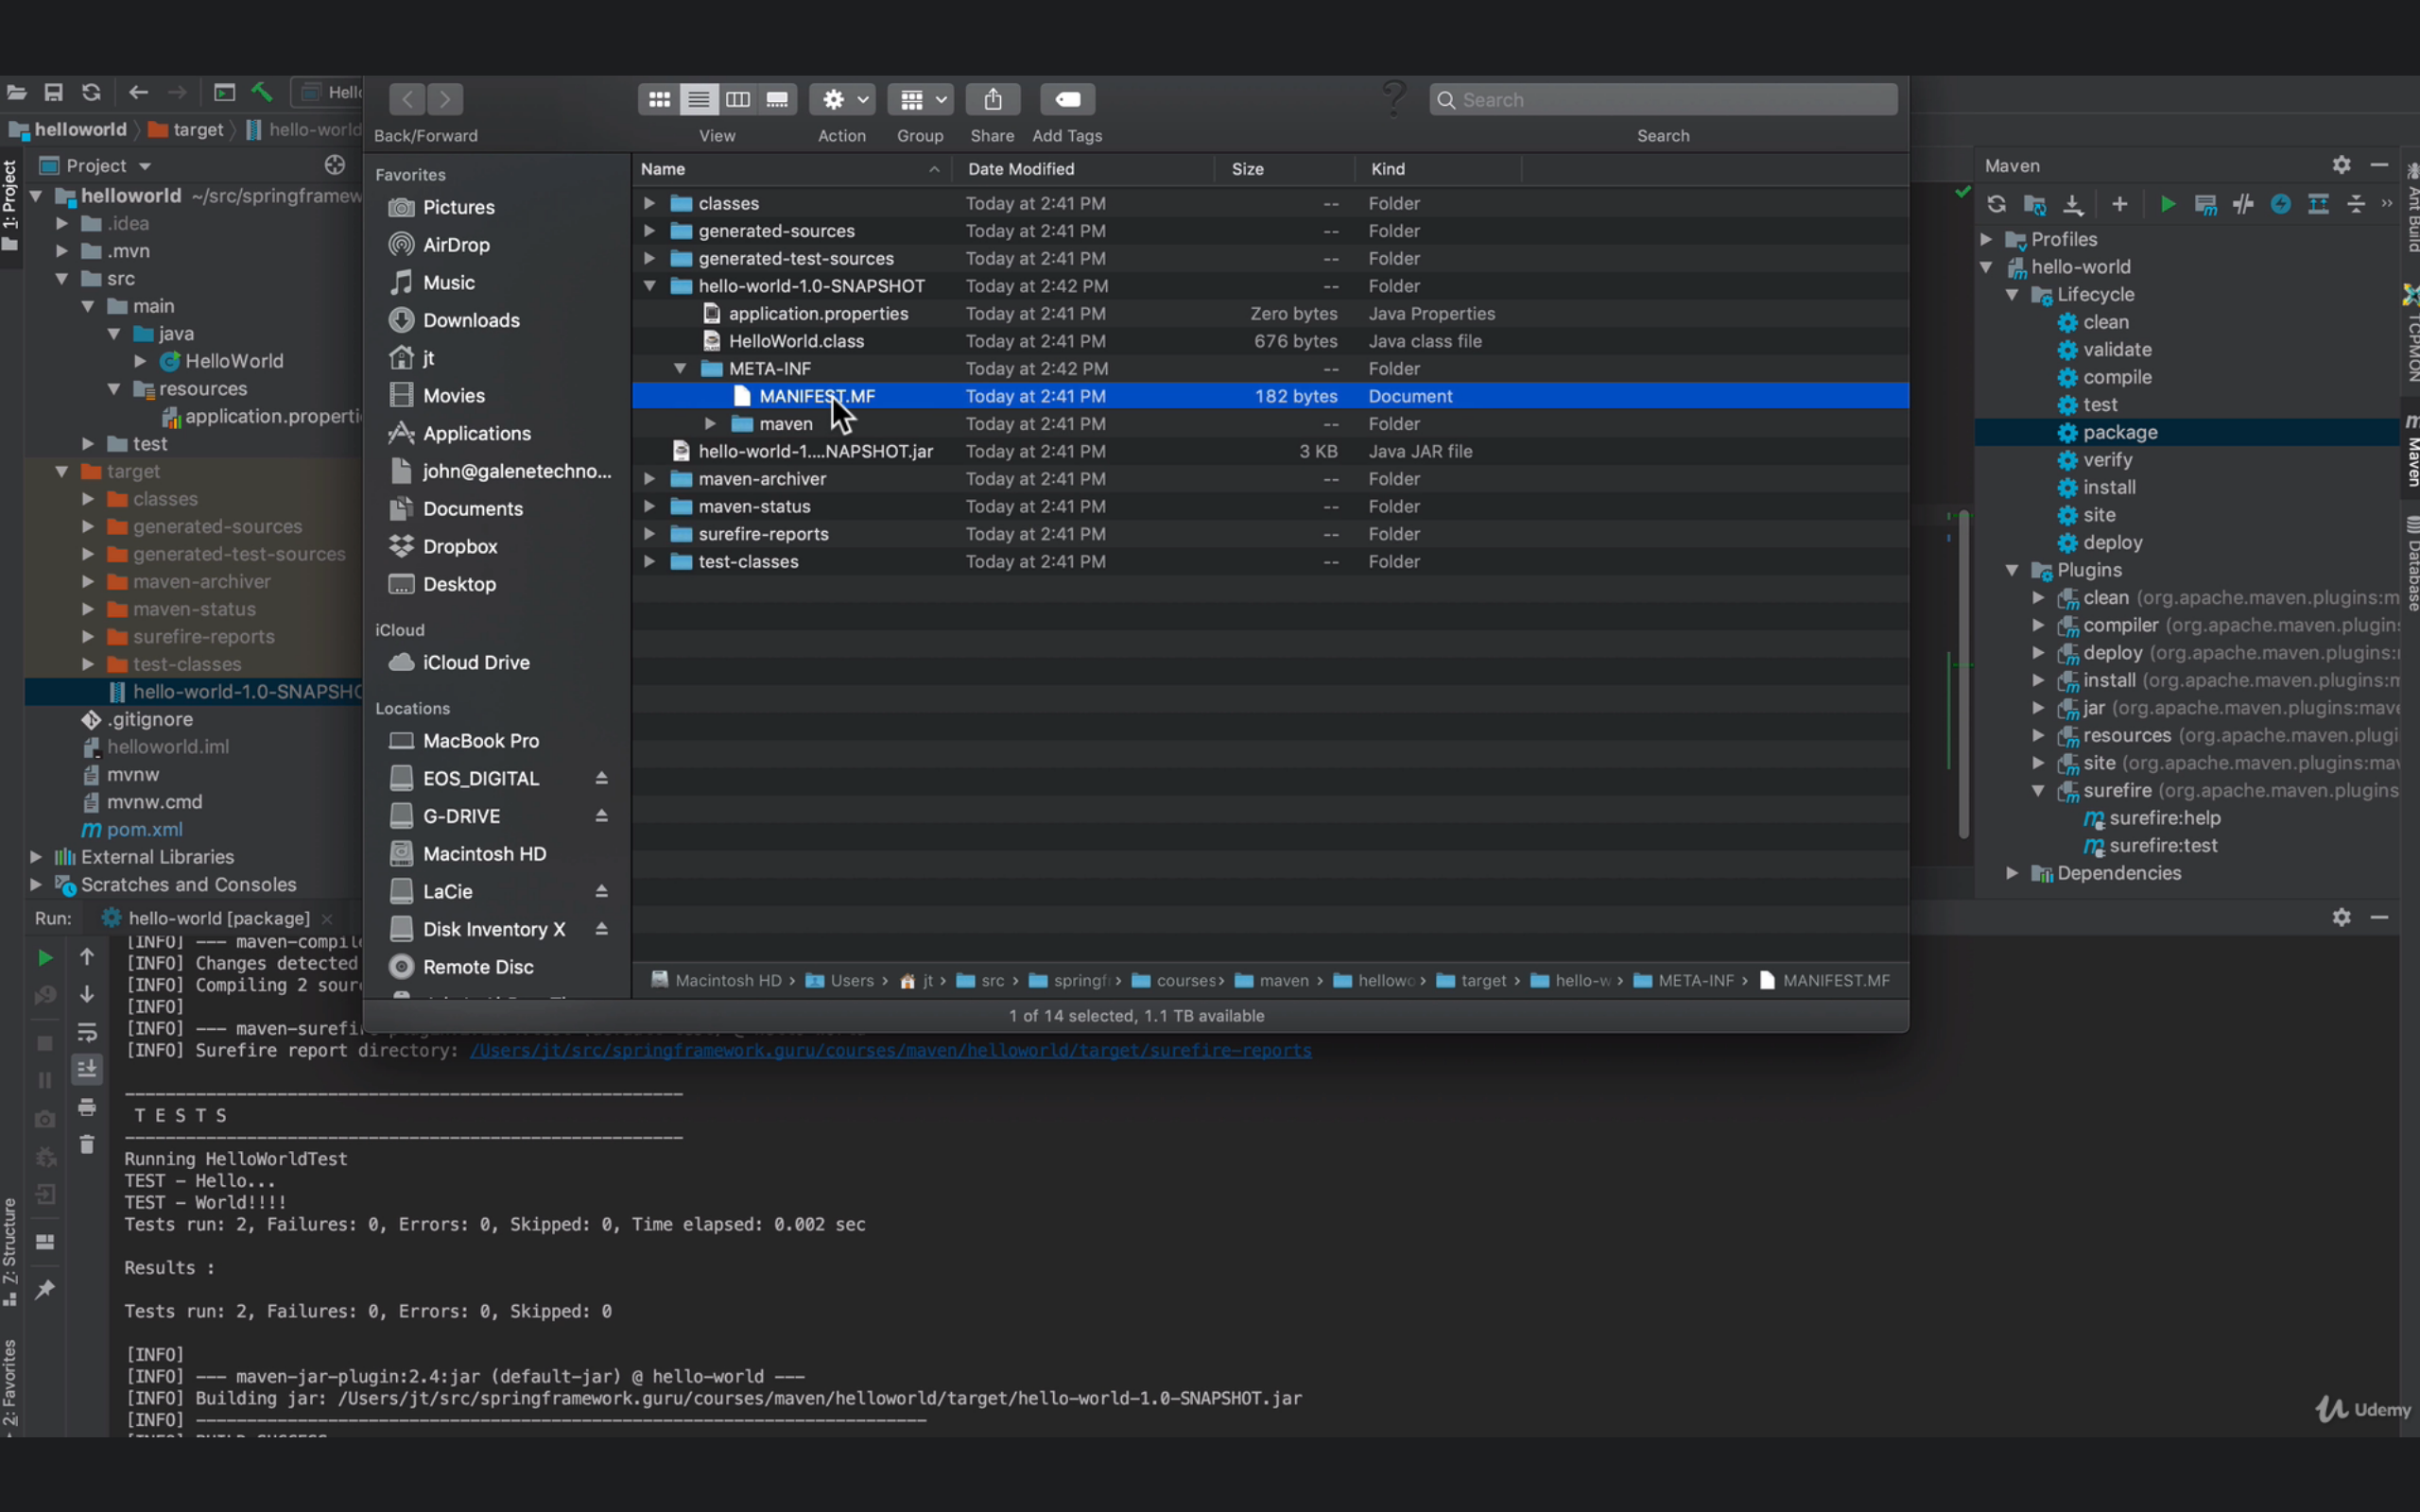 Hell
helloworld target hello-world
1: Project
Project
helloworld ~/src/springframew
.idea
.mvn
src
main
java
HelloWorld
resources
application.properti
test
target
classes
generated-sources
generated-test-sources
maven-archiver
maven-status
surefire-reports
test-classes
hello-world-1.0-SNAPSHO
.gitignore
helloworld.iml
mvnw
mvnw.cmd
pom.xml
External Libraries
Scratches and Consoles
Back/Forward
View
Action
Group
Share
Add Tags
Search
Search
Favorites
Pictures
AirDrop
Music
Downloads
jt
Movies
Applications
john@galenetechno...
Documents
Dropbox
Desktop
iCloud
iCloud Drive
Locations
MacBook Pro
EOS_DIGITAL
G-DRIVE
Macintosh HD
LaCie
Disk Inventory X
Remote Disc
Name Date Modified Size Kind
classes Today at 2:41 PM -- Folder
generated-sources Today at 2:41 PM -- Folder
generated-test-sources Today at 2:41 PM -- Folder
hello-world-1.0-SNAPSHOT Today at 2:42 PM -- Folder
application.properties Today at 2:41 PM Zero bytes Java Properties
HelloWorld.class Today at 2:41 PM 676 bytes Java class file
META-INF Today at 2:42 PM -- Folder
MANIFEST.MF Today at 2:41 PM 182 bytes Document
maven Today at 2:41 PM -- Folder
hello-world-1....NAPSHOT.jar Today at 2:41 PM 3 KB Java JAR file
maven-archiver Today at 2:41 PM -- Folder
maven-status Today at 2:41 PM -- Folder
surefire-reports Today at 2:41 PM -- Folder
test-classes Today at 2:41 PM -- Folder
Macintosh HD › Users › jt › src › springf › courses › maven › hellowo › target › hello-w › META-INF › MANIFEST.MF
1 of 14 selected, 1.1 TB available
Maven
Profiles
hello-world
Lifecycle
clean
validate
compile
test
package
verify
install
site
deploy
Plugins
clean (org.apache.maven.plugins:m
compiler (org.apache.maven.plugins:
deploy (org.apache.maven.plugins:
install (org.apache.maven.plugins:m
jar (org.apache.maven.plugins:mave
resources (org.apache.maven.plugi
site (org.apache.maven.plugins:mav
surefire (org.apache.maven.plugins
surefire:help
surefire:test
Dependencies
Ant Build
TCPMON
Maven
Database
Run: hello-world [package]
[INFO] --- maven-compile
[INFO] Changes detected
[INFO] Compiling 2 sour
[INFO]
[INFO] --- maven-surefi
[INFO] Surefire report directory: /Users/jt/src/springframework.guru/courses/maven/helloworld/target/surefire-reports
-------------------------------------------------------
T E S T S
-------------------------------------------------------
Running HelloWorldTest
TEST - Hello...
TEST - World!!!!
Tests run: 2, Failures: 0, Errors: 0, Skipped: 0, Time elapsed: 0.002 sec
Results :
Tests run: 2, Failures: 0, Errors: 0, Skipped: 0
[INFO]
[INFO] --- maven-jar-plugin:2.4:jar (default-jar) @ hello-world ---
[INFO] Building jar: /Users/jt/src/springframework.guru/courses/maven/helloworld/target/hello-world-1.0-SNAPSHOT.jar
[INFO] ------------------------------------------------------------------------
Z: Structure
2: Favorites
Udemy